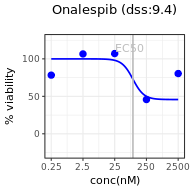 Onalespib (dss:9.4)
EC50
% viability
100
50
0
0.25 2.5 25 250 2500
conc(nM)